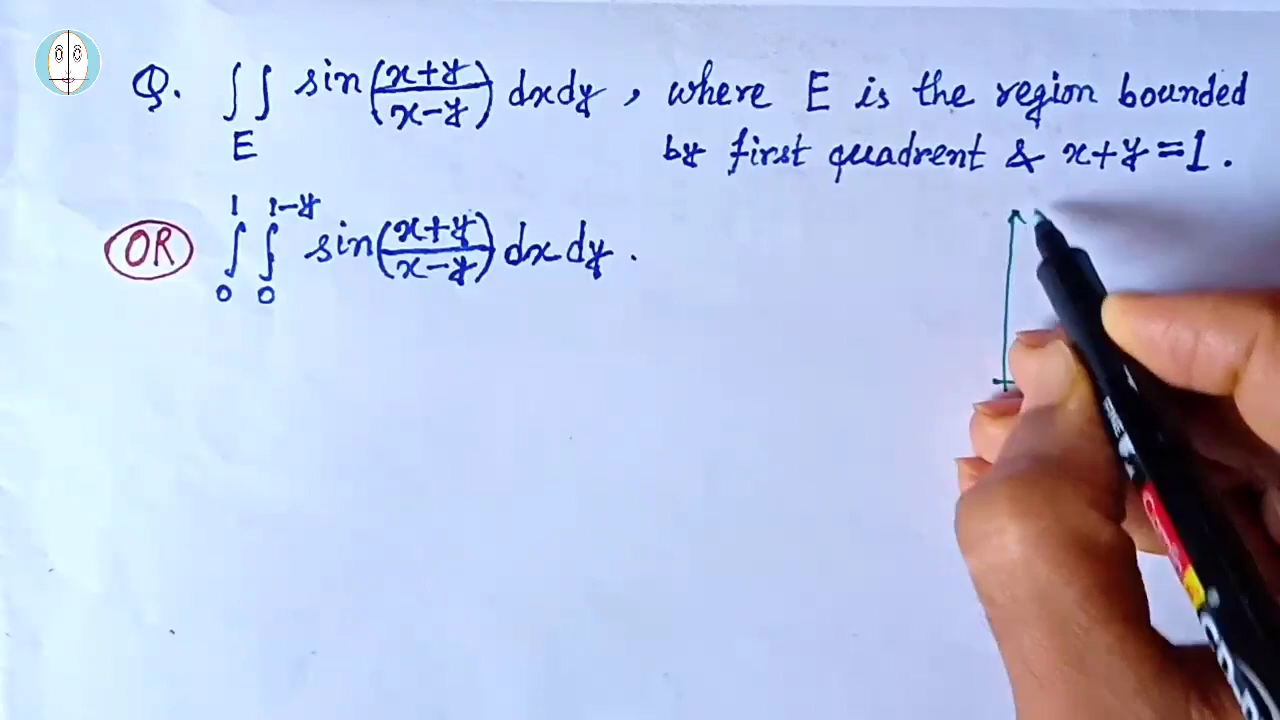 Q. ∫∫_E sin((x+y)/(x-y)) dxdy, where E is the region bounded
by first quadrent & x+y=1.
OR ∫_0^1 ∫_0^{1-y} sin((x+y)/(x-y)) dx dy.